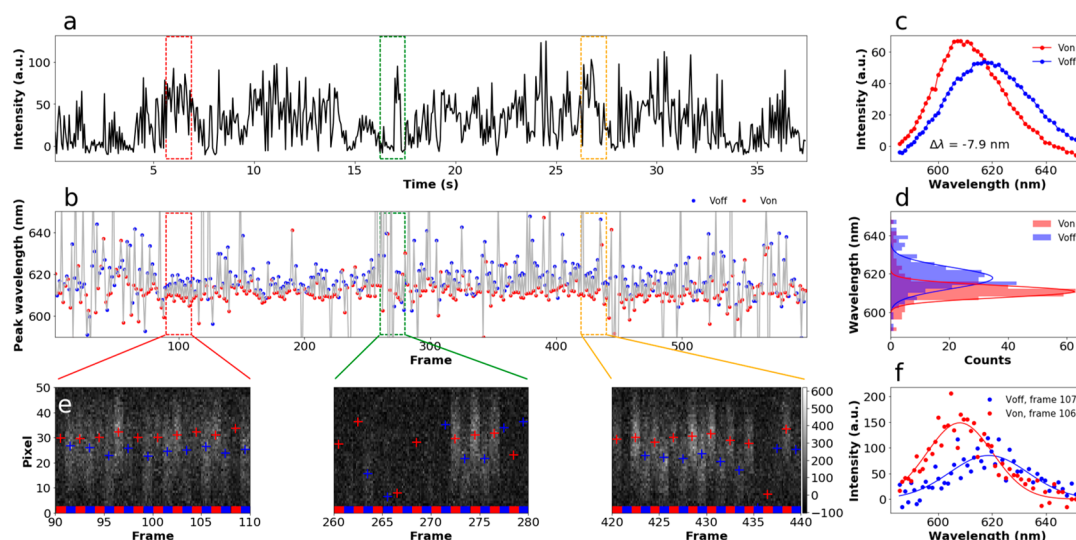 a
Intensity (a.u.)
100
50
0
5
10
15
20
25
30
35
Time (s)
c
Intensity (a.u.)
60
40
20
0
Von
Voff
Δλ = -7.9 nm
600
620
640
Wavelength (nm)
b
Voff
Von
Peak wavelength (nm)
640
620
600
100
200
300
400
500
Frame
d
Wavelength (nm)
640
620
600
Von
Voff
0
20
40
60
Counts
e
Pixel
50
40
30
20
10
0
90
95
100
105
110
Frame
260
265
270
275
280
Frame
420
425
430
435
440
Frame
600
500
400
300
200
100
0
−100
f
Intensity (a.u.)
200
150
100
50
0
Voff, frame 107
Von, frame 106
600
620
640
Wavelength (nm)